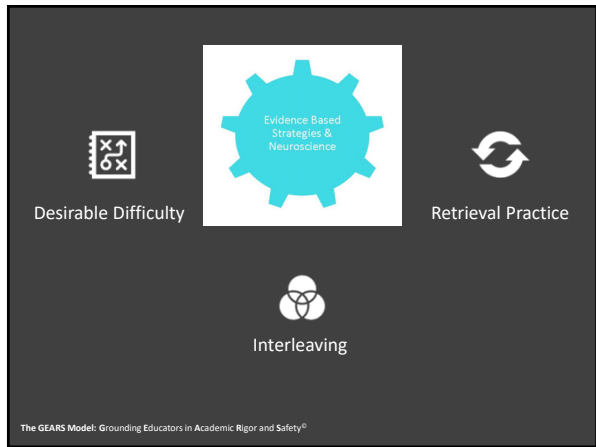 Evidence Based
Strategies &
Neuroscience
Desirable Difficulty
Retrieval Practice
Interleaving
The GEARS Model: Grounding Educators in Academic Rigor and Safety©